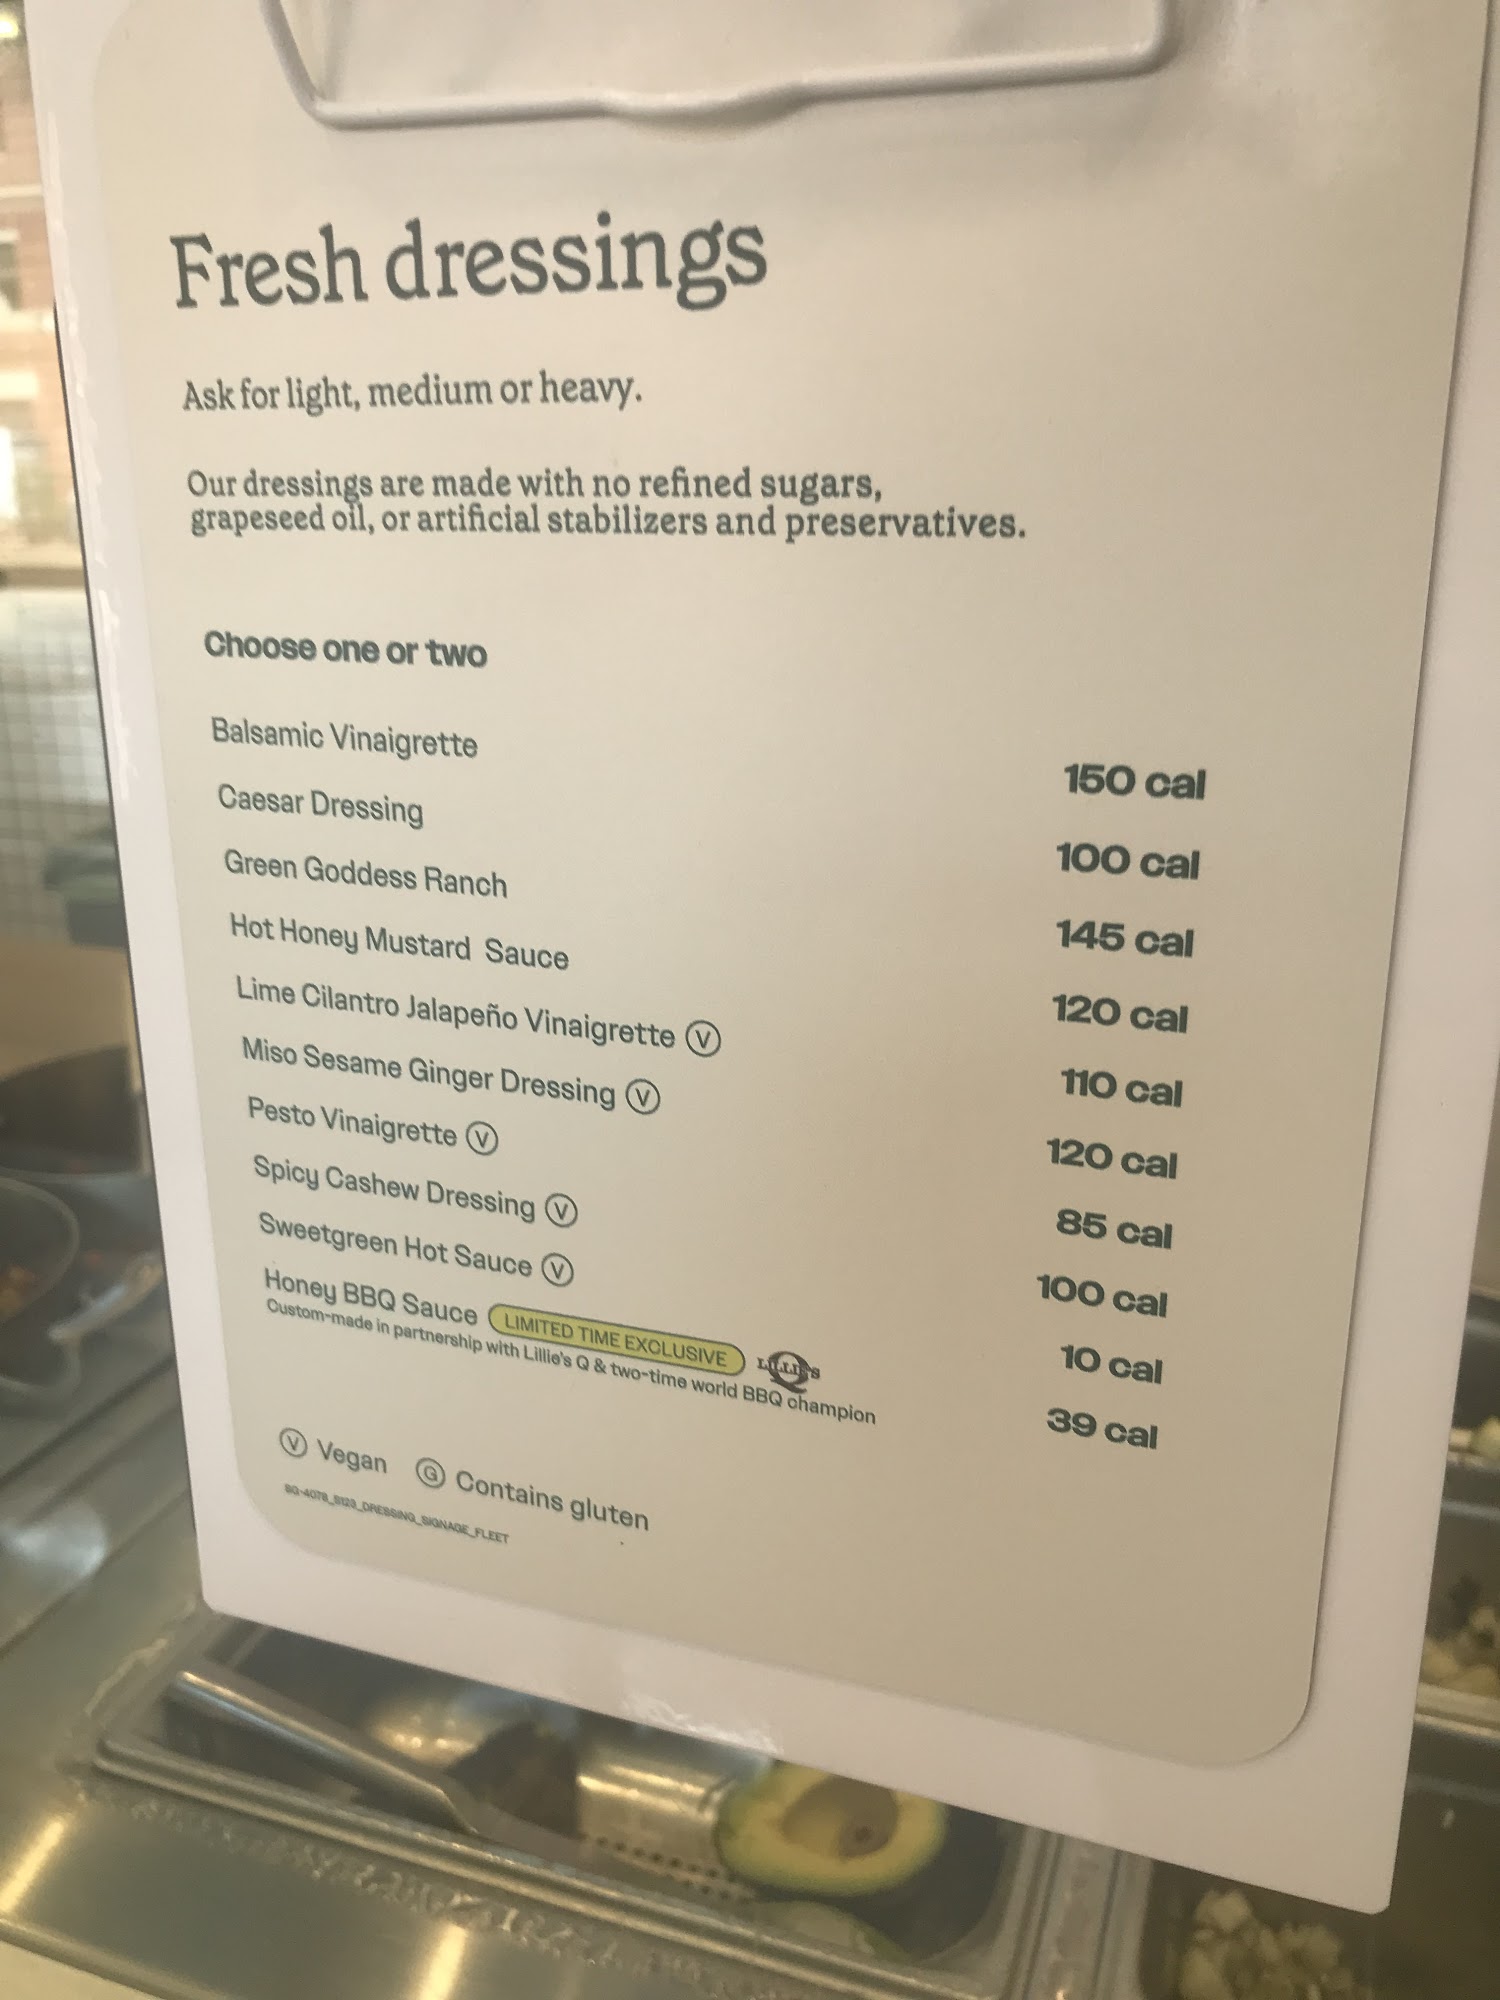 Fresh dressings
Ask for light, medium or heavy.
Our dressings are made with no refined sugars,
grapeseed oil, or artificial stabilizers and preservatives.
Choose one or two
Balsamic Vinaigrette 150 cal
Caesar Dressing 100 cal
Green Goddess Ranch 145 cal
Hot Honey Mustard Sauce 120 cal
Lime Cilantro Jalapeño Vinaigrette V 110 cal
Miso Sesame Ginger Dressing V 120 cal
Pesto Vinaigrette V 85 cal
Spicy Cashew Dressing V 100 cal
Sweetgreen Hot Sauce V 10 cal
Honey BBQ Sauce LIMITED TIME EXCLUSIVE LILLIE'S Q 39 cal
Custom-made in partnership with Lillie's Q & two-time world BBQ champion
V Vegan G Contains gluten
SG-4078_S123_DRESSING_SIGNAGE_FLEET